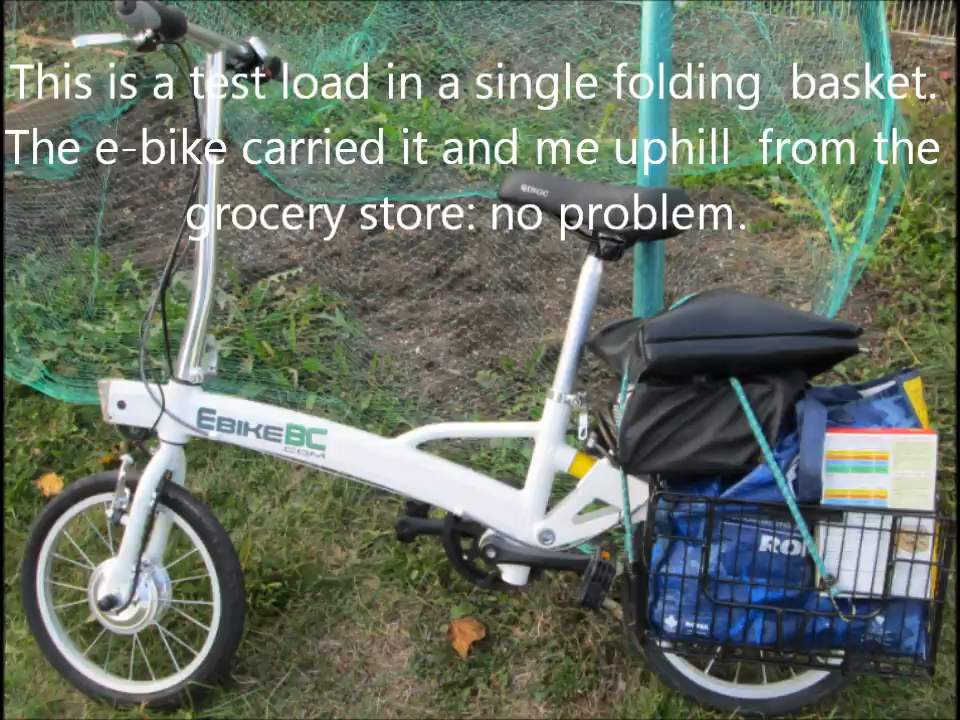 This is a test load in a single folding  basket.
The e-bike carried it and me uphill  from the
grocery store: no problem.
EBIKEBC
.COM